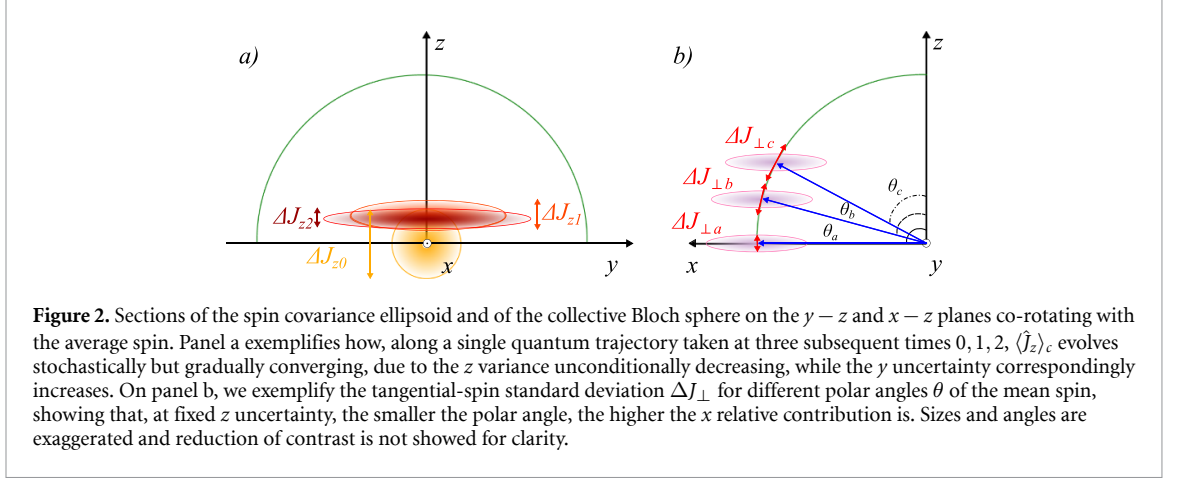 a)
z
ΔJz2
ΔJz1
ΔJz0
x
y
b)
z
ΔJ⊥c
ΔJ⊥b
ΔJ⊥a
θc
θb
θa
x
y
Figure 2. Sections of the spin covariance ellipsoid and of the collective Bloch sphere on the y − z and x − z planes co-rotating with
the average spin. Panel a exemplifies how, along a single quantum trajectory taken at three subsequent times 0, 1, 2, ⟨Ĵz⟩c evolves
stochastically but gradually converging, due to the z variance unconditionally decreasing, while the y uncertainty correspondingly
increases. On panel b, we exemplify the tangential-spin standard deviation ΔJ⊥ for different polar angles θ of the mean spin,
showing that, at fixed z uncertainty, the smaller the polar angle, the higher the x relative contribution is. Sizes and angles are
exaggerated and reduction of contrast is not showed for clarity.